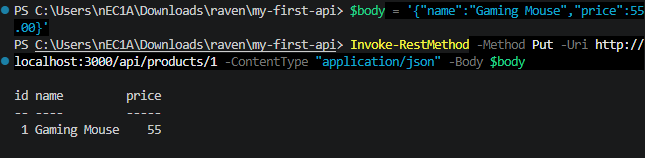 PS C:\Users\nEC1A\Downloads\raven\my-first-api> $body = '{"name":"Gaming Mouse","price":55
.00}'
PS C:\Users\nEC1A\Downloads\raven\my-first-api> Invoke-RestMethod -Method Put -Uri http://
localhost:3000/api/products/1 -ContentType "application/json" -Body $body
id name price
-- ---- -----
1 Gaming Mouse 55